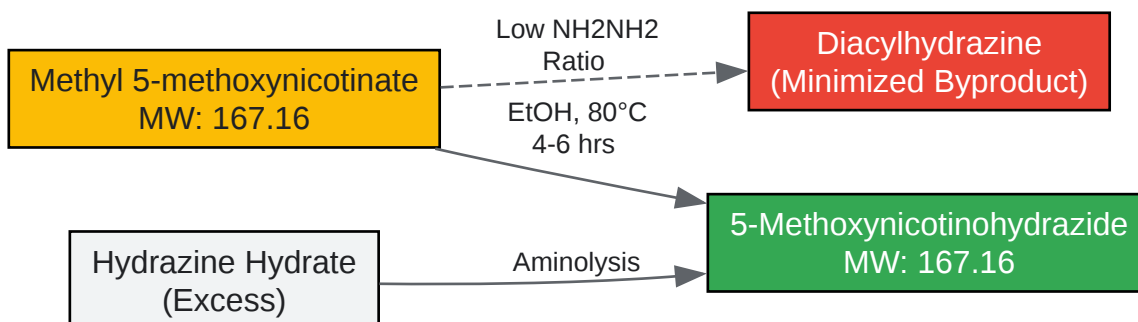 Low NH2NH2
Ratio
Diacylhydrazine
(Minimized Byproduct)
Methyl 5-methoxynicotinate
MW: 167.16
EtOH, 80°C
4-6 hrs
5-Methoxynicotinohydrazide
MW: 167.16
Hydrazine Hydrate
(Excess)
Aminolysis